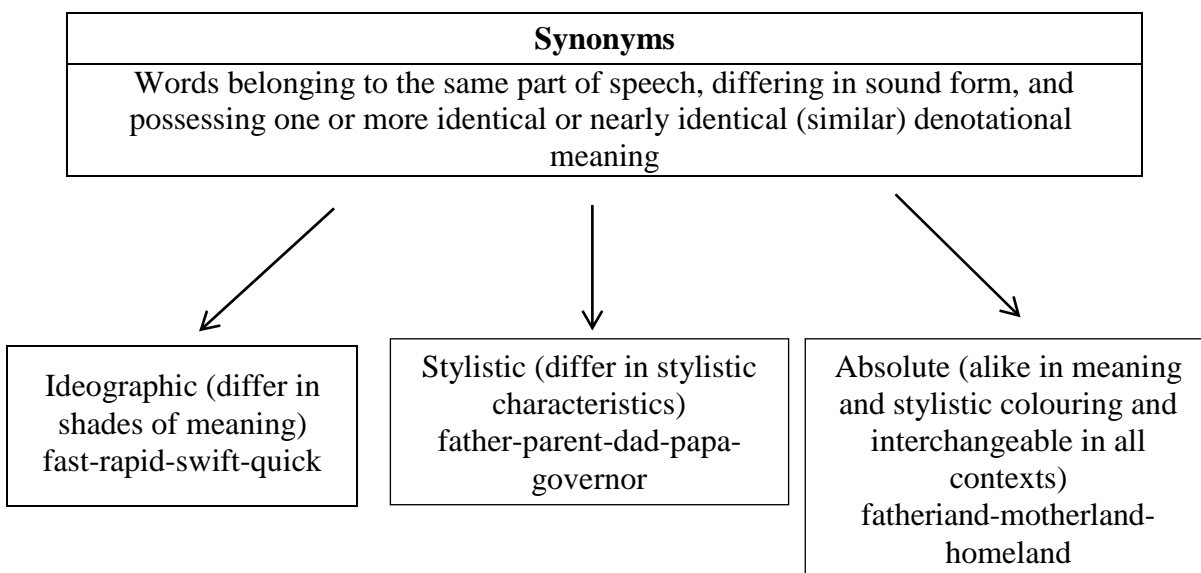 Synonyms
Words belonging to the same part of speech, differing in sound form, and
possessing one or more identical or nearly identical (similar) denotational
meaning
Ideographic (differ in
shades of meaning)
fast-rapid-swift-quick
Stylistic (differ in stylistic
characteristics)
father-parent-dad-papa-
governor
Absolute (alike in meaning
and stylistic colouring and
interchangeable in all
contexts)
fatheriand-motherland-
homeland